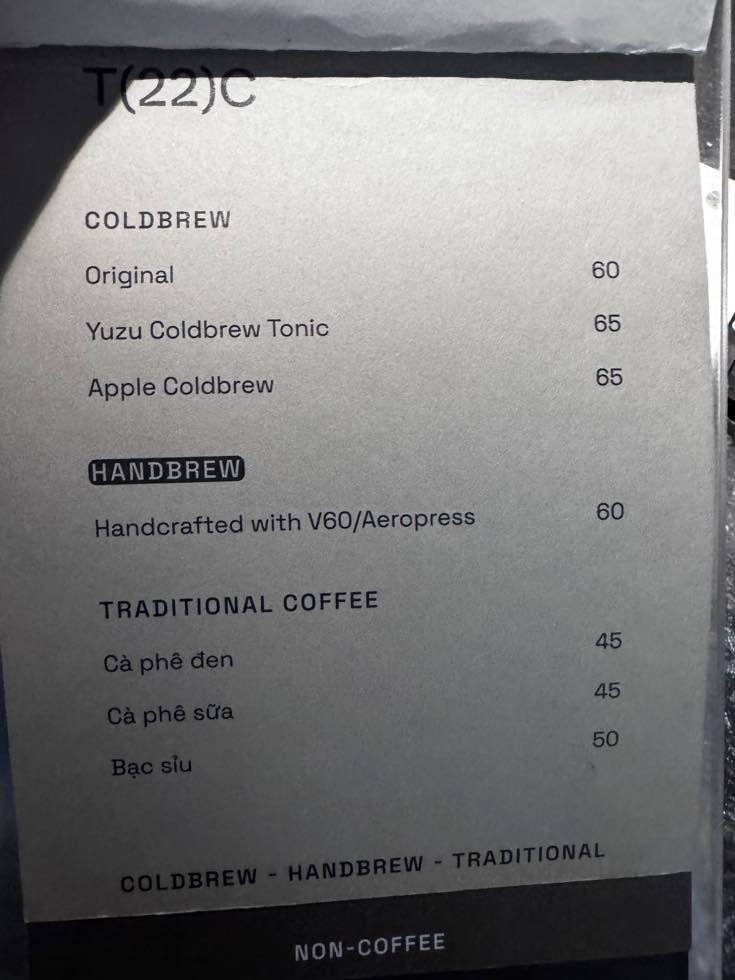 T(22)C
COLDBREW
Original 60
Yuzu Coldbrew Tonic 65
Apple Coldbrew 65
HANDBREW
Handcrafted with V60/Aeropress 60
TRADITIONAL COFFEE
Cà phê đen 45
Cà phê sữa 45
Bạc sỉu 50
COLDBREW - HANDBREW - TRADITIONAL
NON-COFFEE